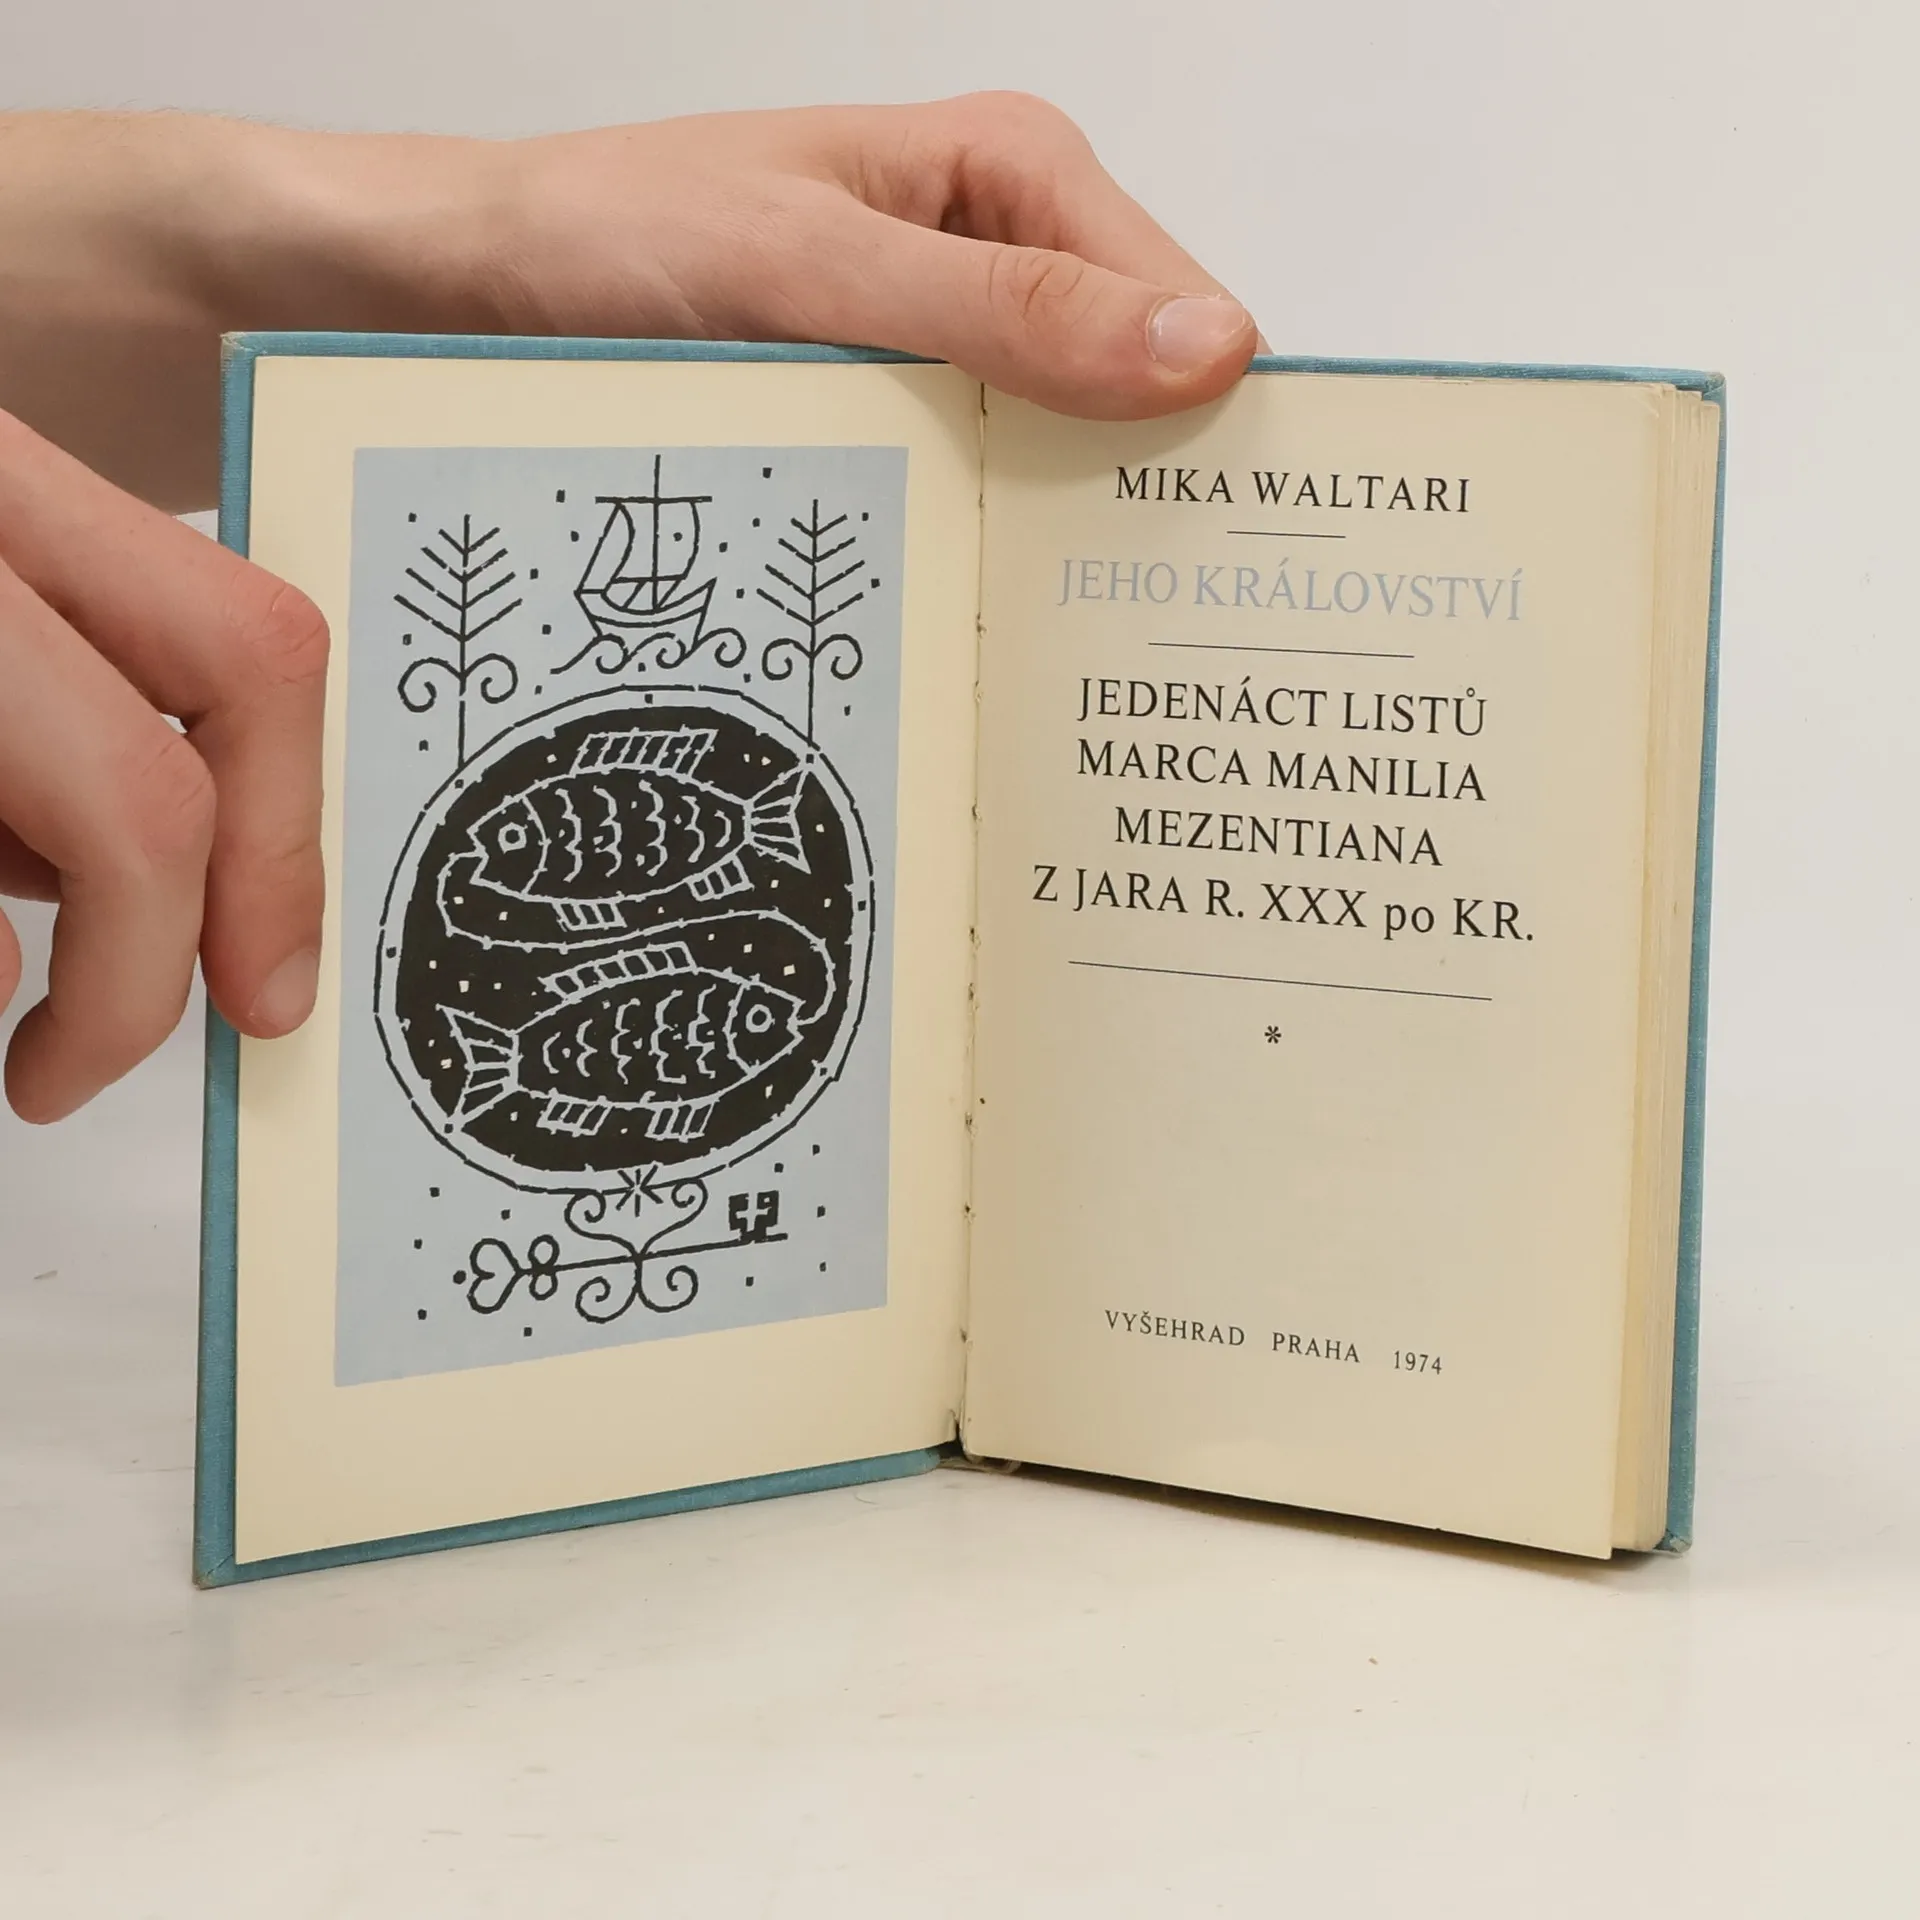 MIKA WALTARI
JEHO KRÁLOVSTVÍ
JEDENÁCT LISTŮ
MARCA MANILIA
MEZENTIANA
Z JARA R. XXX po KR.
*
VYŠEHRAD PRAHA 1974